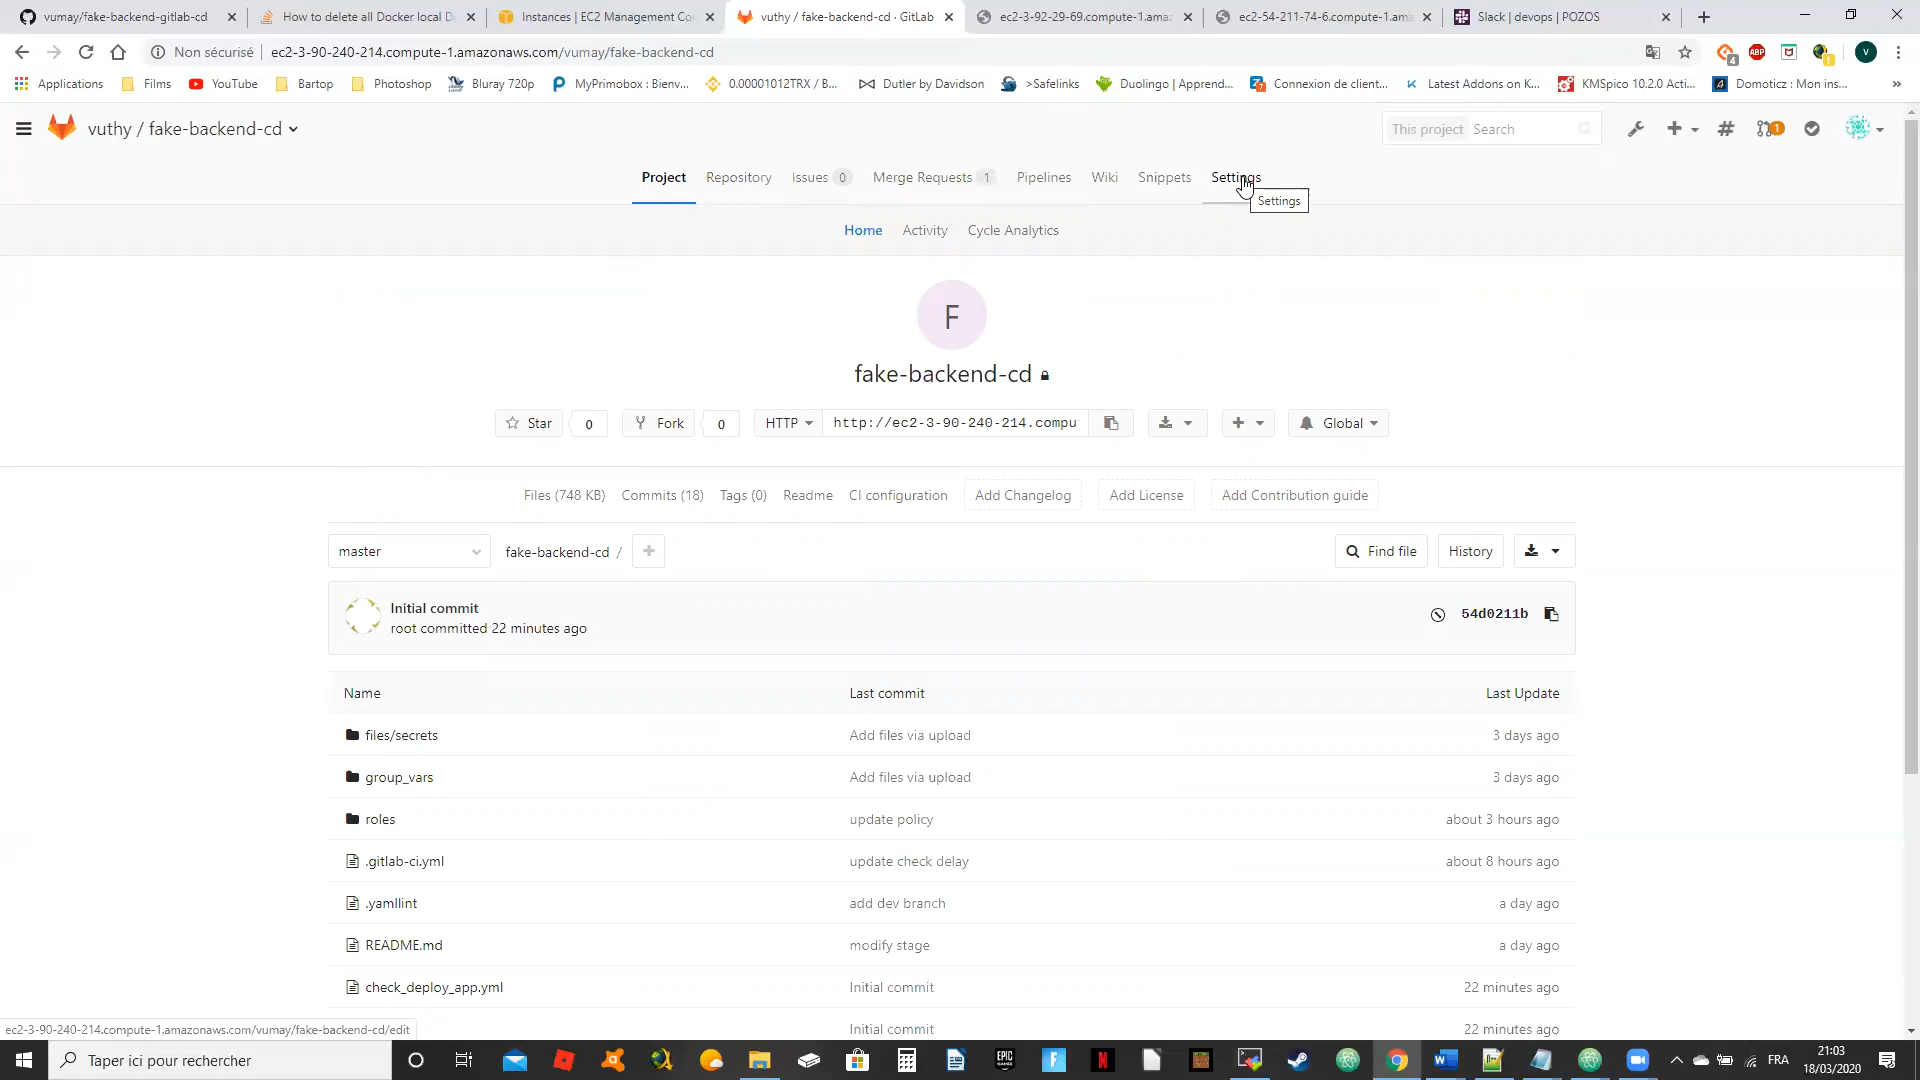 vumay/fake-backend-gitlab-cd
How to delete all Docker local D
Instances | EC2 Management Co
vuthy / fake-backend-cd · GitLab
ec2-3-92-29-69.compute-1.ama
ec2-54-211-74-6.compute-1.ama
Slack | devops | POZOS
Non sécurisé | ec2-3-90-240-214.compute-1.amazonaws.com/vumay/fake-backend-cd
Applications
Films
YouTube
Bartop
Photoshop
Bluray 720p
MyPrimobox : Bienv...
0.00001012TRX / B...
Dutler by Davidson
>Safelinks
Duolingo | Apprend...
Connexion de client...
Latest Addons on K...
KMSpico 10.2.0 Acti...
Domoticz : Mon ins...
»
vuthy / fake-backend-cd
This project Search
1
Project
Repository
Issues 0
Merge Requests 1
Pipelines
Wiki
Snippets
Settings
Settings
Home
Activity
Cycle Analytics
F
fake-backend-cd
Star 0
Fork 0
HTTP
http://ec2-3-90-240-214.compu
Global
Files (748 KB)
Commits (18)
Tags (0)
Readme
CI configuration
Add Changelog
Add License
Add Contribution guide
master
fake-backend-cd /
Find file
History
Initial commit
root committed 22 minutes ago
54d0211b
Name Last commit Last Update
files/secrets Add files via upload 3 days ago
group_vars Add files via upload 3 days ago
roles update policy about 3 hours ago
.gitlab-ci.yml update check delay about 8 hours ago
.yamllint add dev branch a day ago
README.md modify stage a day ago
check_deploy_app.yml Initial commit 22 minutes ago
Initial commit 22 minutes ago
ec2-3-90-240-214.compute-1.amazonaws.com/vumay/fake-backend-cd/edit
Taper ici pour rechercher
FRA
21:03
18/03/2020